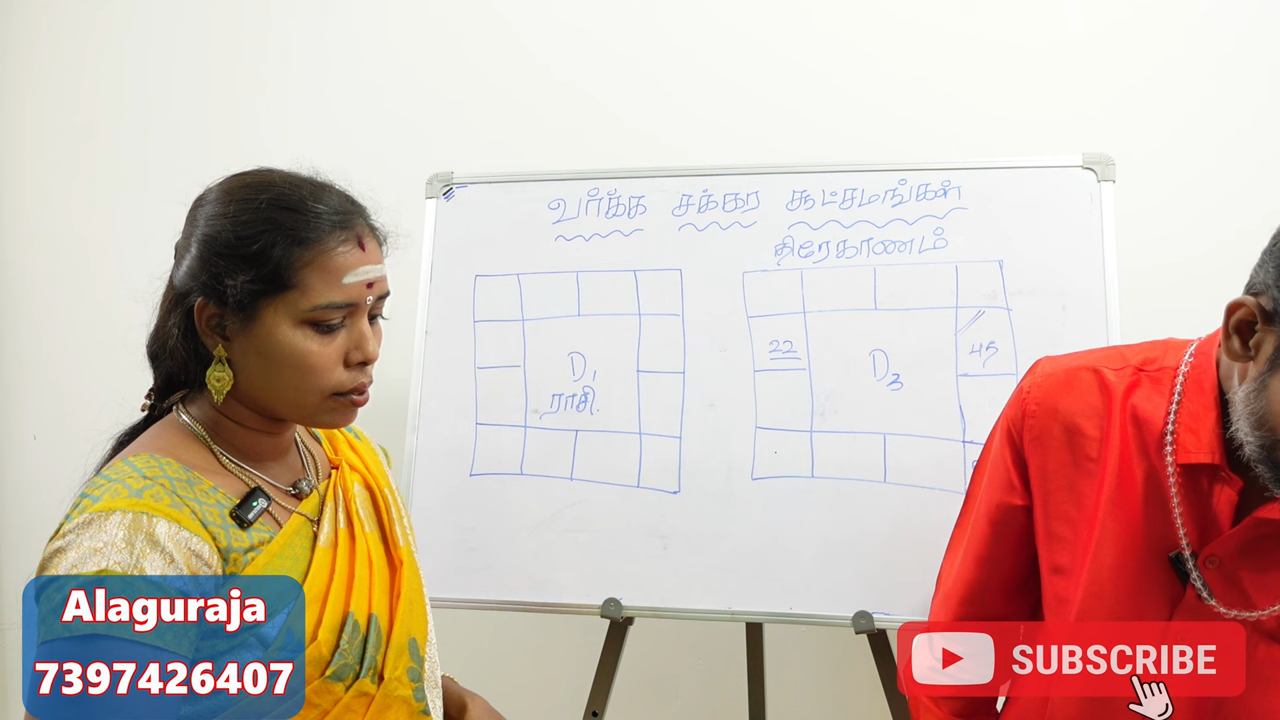 வர்க்க சக்கர சூட்சமங்கள்
திரேகாணம்
D1
ராசி.
22
D3
45
Alaguraja
7397426407
SUBSCRIBE